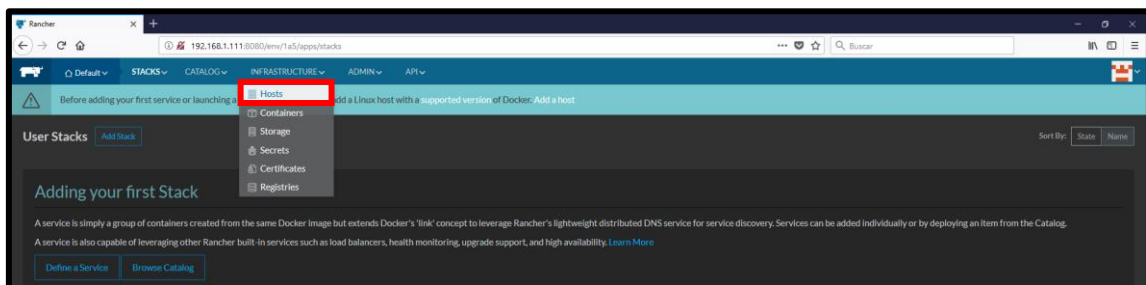 Rancher
192.168.1.111:8080/env/1a5/apps/stacks
Buscar
Default STACKS CATALOG INFRASTRUCTURE ADMIN API
Before adding your first service or launching a dd a Linux host with a supported version of Docker. Add a host
Hosts
Containers
Storage
Secrets
Certificates
Registries
User Stacks Add Stack
Sort By: State Name
Adding your first Stack
A service is simply a group of containers created from the same Docker image but extends Docker's 'link' concept to leverage Rancher's lightweight distributed DNS service for service discovery. Services can be added individually or by deploying an item from the Catalog.
A service is also capable of leveraging other Rancher built-in services such as load balancers, health monitoring, upgrade support, and high availability. Learn More
Define a Service Browse Catalog